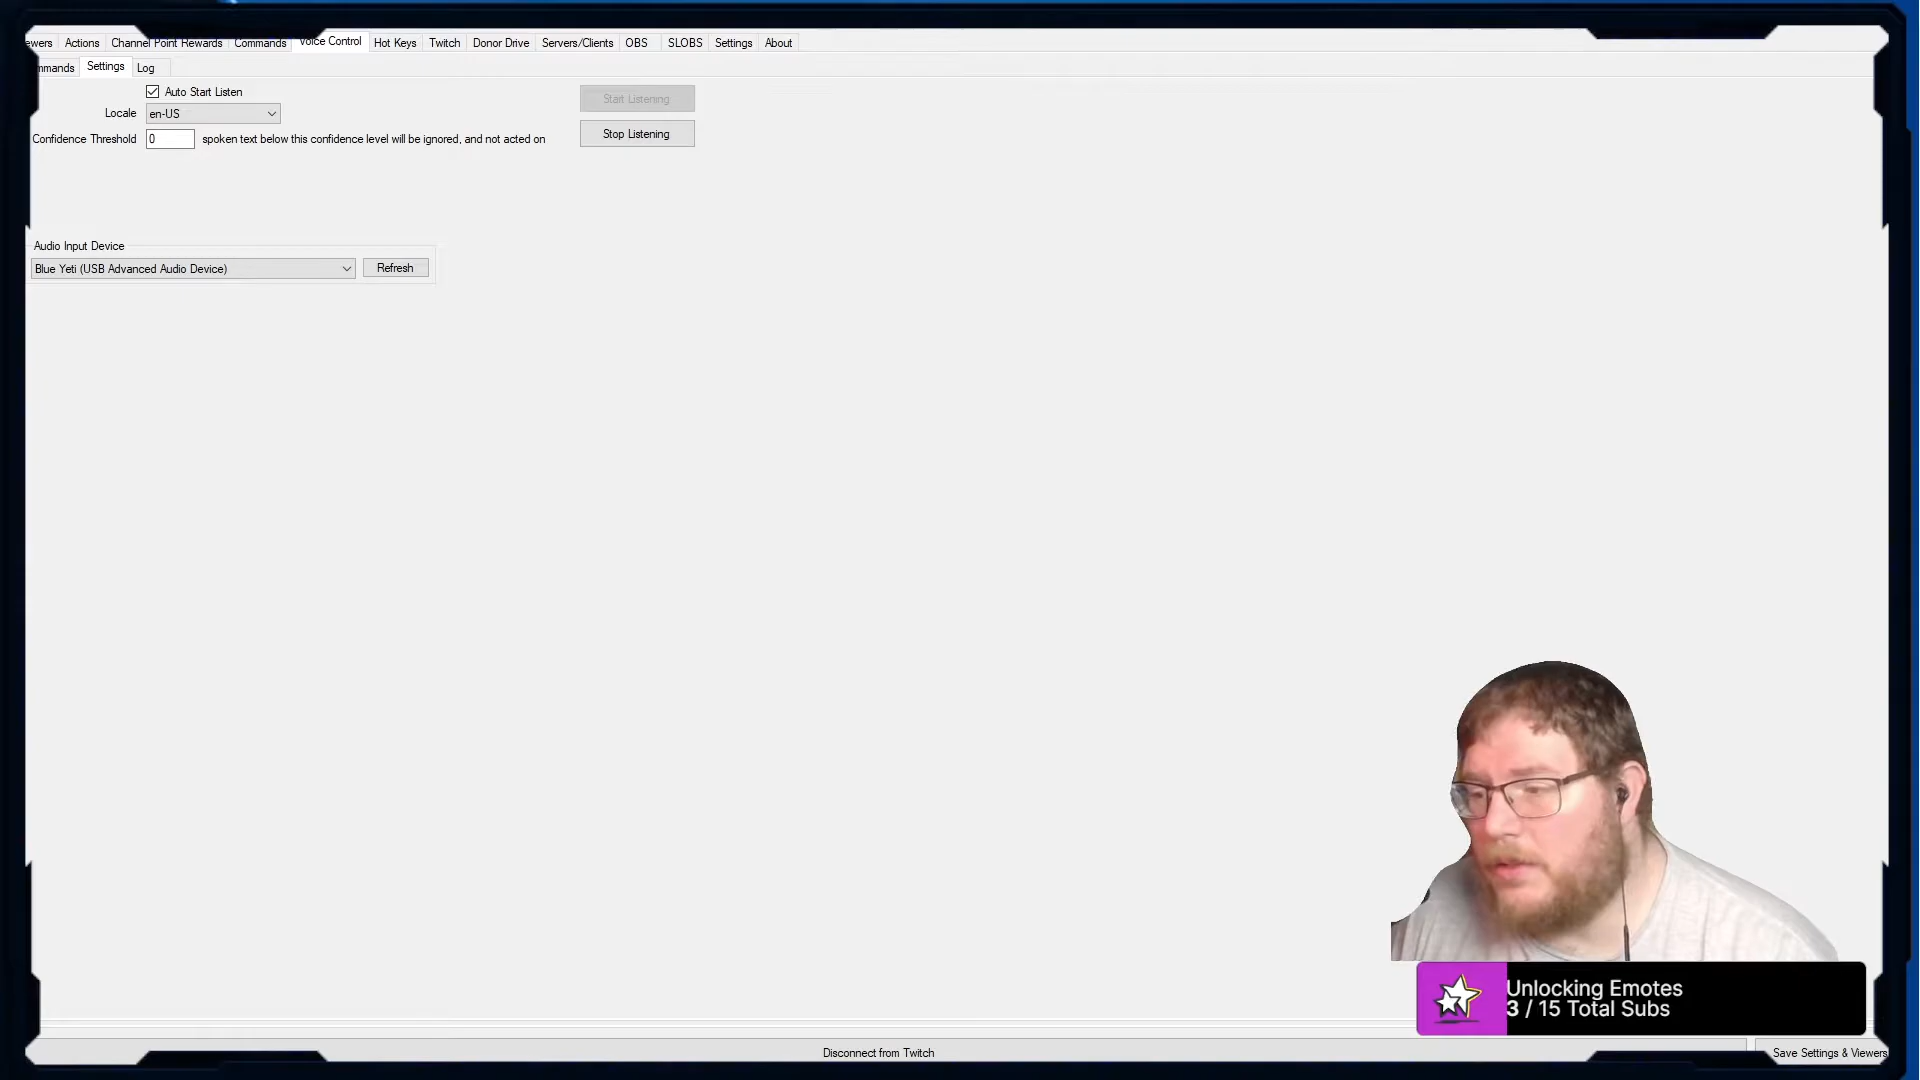 ewers Actions Channel Point Rewards Commands Voice Control Hot Keys Twitch Donor Drive Servers/Clients OBS SLOBS Settings About
mmands Settings Log
Auto Start Listen
Start Listening
Locale en-US
Stop Listening
Confidence Threshold 0 spoken text below this confidence level will be ignored, and not acted on
Audio Input Device
Blue Yeti (USB Advanced Audio Device) Refresh
Unlocking Emotes
3 / 15 Total Subs
Disconnect from Twitch
Save Settings & Viewers